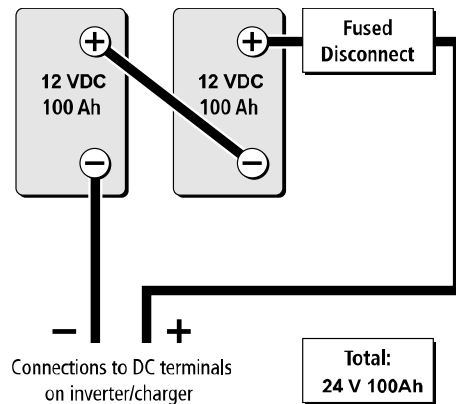 +
+
12 VDC
100 Ah
12 VDC
100 Ah
Fused
Disconnect
−
−
− +
Connections to DC terminals
on inverter/charger
Total:
24 V 100Ah